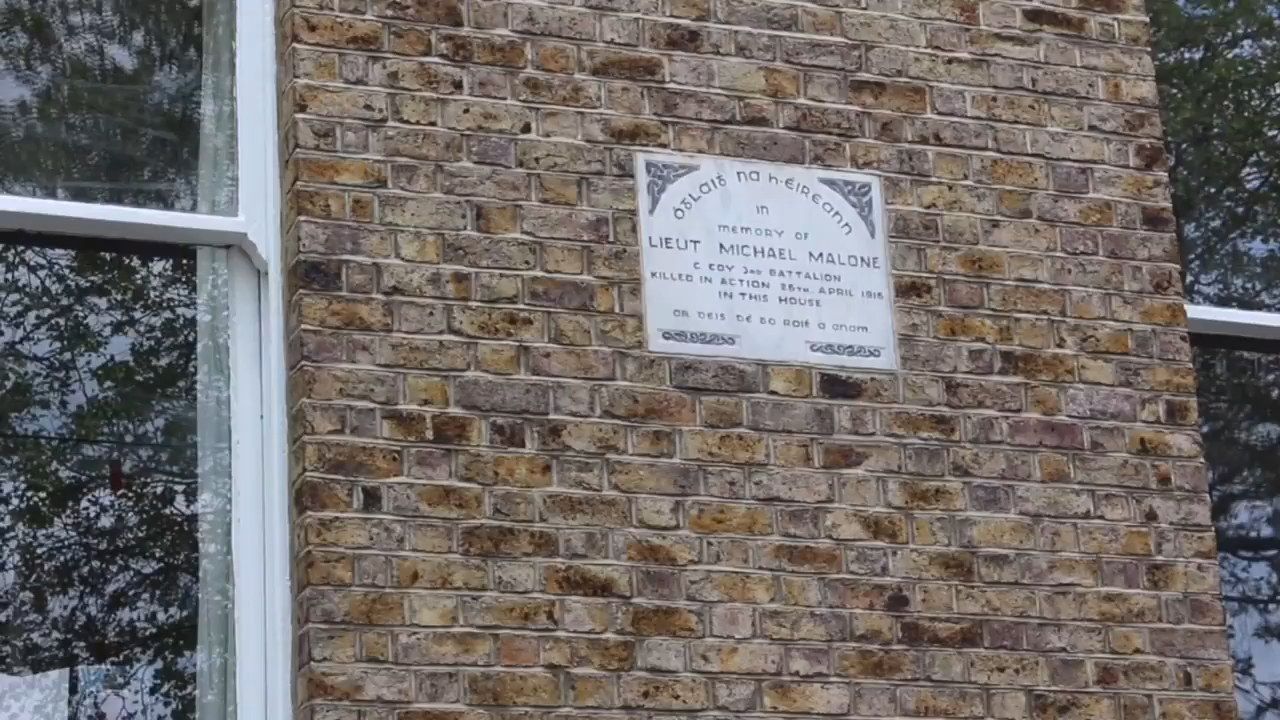 Óglaiġ na h-Éireann
in
memory of
LIEUT MICHAEL MALONE
C COY 3RD BATTALION
KILLED IN ACTION 26TH. APRIL 1916
IN THIS HOUSE
ar deis Dé go raiḃ a anam